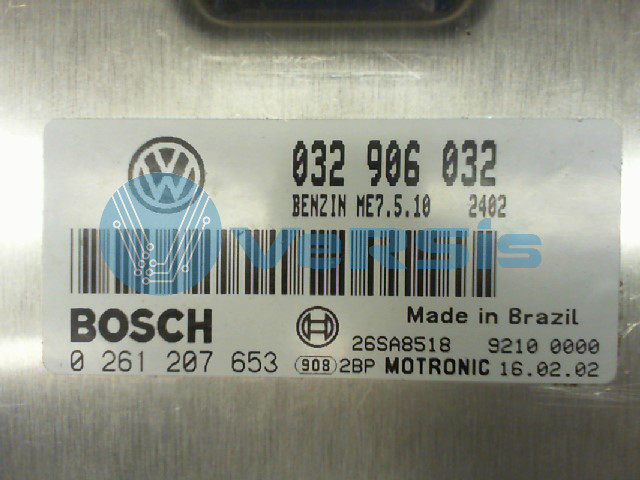 032 906 032
BENZIN ME7.5.10 2402
VerSis
BOSCH
Made in Brazil
26SA8518 9210 0000
0 261 207 653 908 2BP MOTRONIC 16.02.02